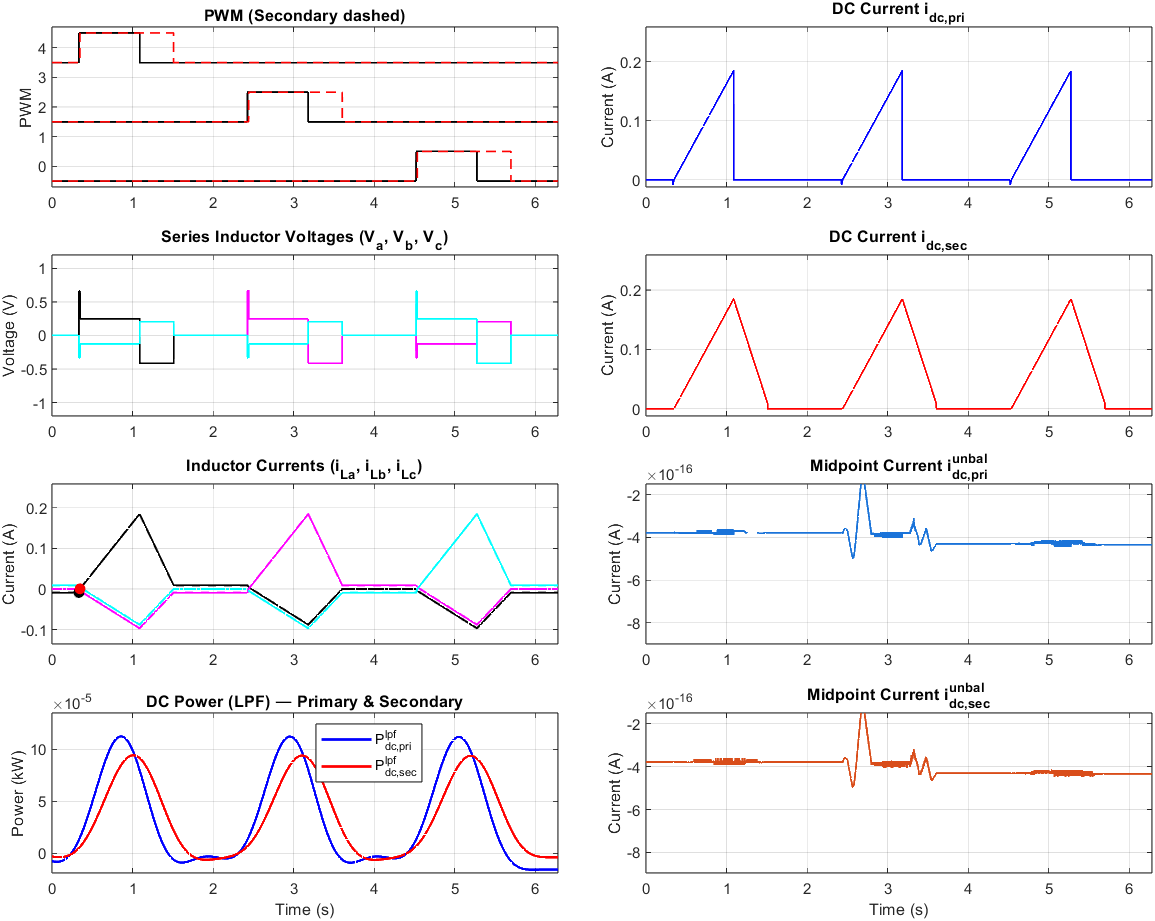 PWM (Secondary dashed)
PWM
4
3
2
1
0
0 1 2 3 4 5 6
DC Current i_dc,pri
Current (A)
0.2
0.1
0
0 1 2 3 4 5 6
Series Inductor Voltages (V_a, V_b, V_c)
Voltage (V)
1
0.5
0
-0.5
-1
0 1 2 3 4 5 6
DC Current i_dc,sec
Current (A)
0.2
0.1
0
0 1 2 3 4 5 6
Inductor Currents (i_La, i_Lb, i_Lc)
Current (A)
0.2
0.1
0
-0.1
0 1 2 3 4 5 6
Midpoint Current i_dc,pri^unbal
×10^-16
Current (A)
-2
-4
-6
-8
0 1 2 3 4 5 6
DC Power (LPF) — Primary & Secondary
×10^-5
Power (kW)
10
5
0
P_dc,pri^lpf
P_dc,sec^lpf
0 1 2 3 4 5 6
Time (s)
Midpoint Current i_dc,sec^unbal
×10^-16
Current (A)
-2
-4
-6
-8
0 1 2 3 4 5 6
Time (s)